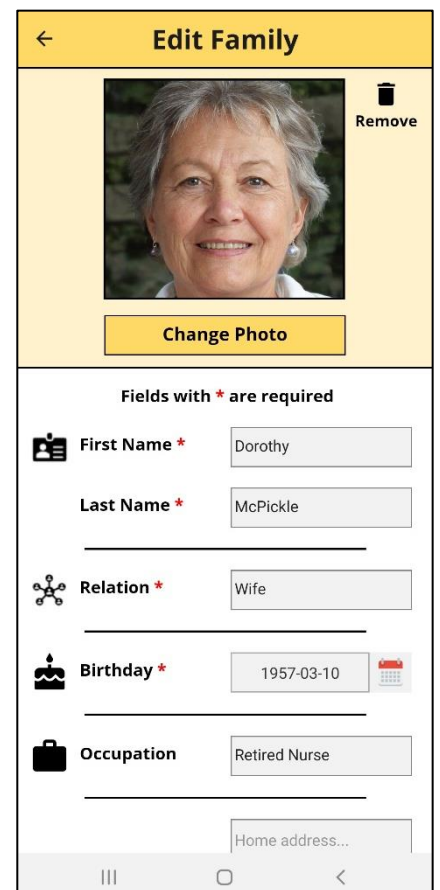 Edit Family
Remove
Change Photo
Fields with * are required
First Name * Dorothy
Last Name * McPickle
Relation * Wife
Birthday * 1957-03-10
Occupation Retired Nurse
Home address...